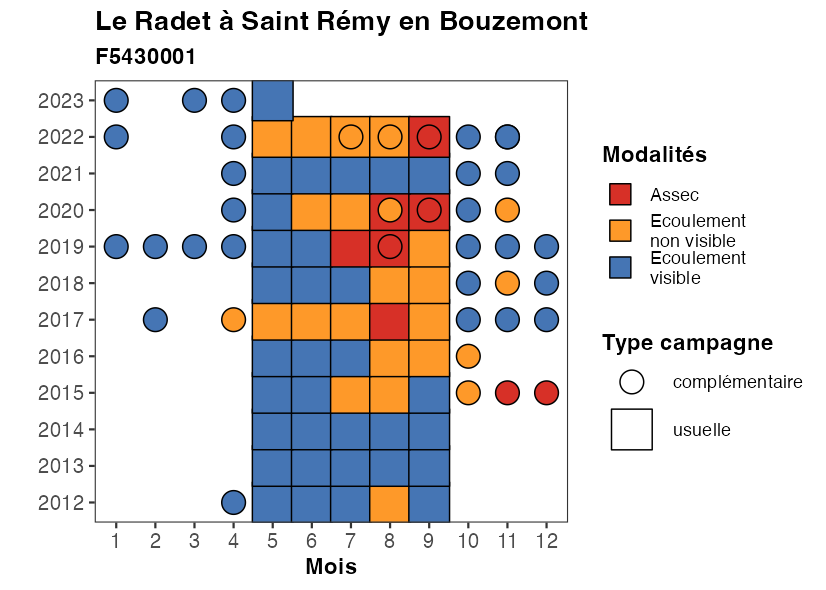 Le Radet à Saint Rémy en Bouzemont
F5430001
2023
2022
2021
2020
2019
2018
2017
2016
2015
2014
2013
2012
1 2 3 4 5 6 7 8 9 10 11 12
Mois
Modalités
Assec
Ecoulement
non visible
Ecoulement
visible
Type campagne
complémentaire
usuelle